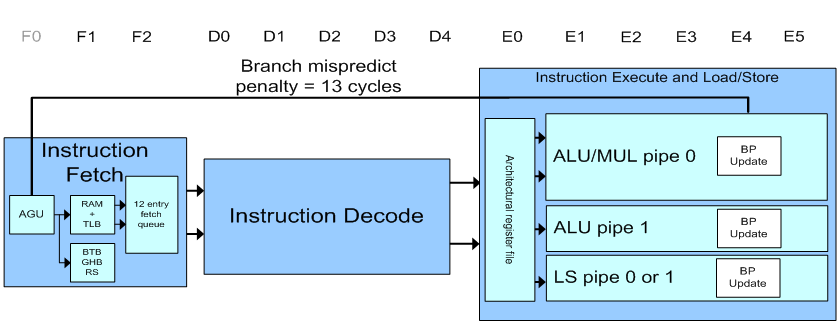 F0 F1 F2 D0 D1 D2 D3 D4 E0 E1 E2 E3 E4 E5
Branch mispredict
penalty = 13 cycles
Instruction Execute and Load/Store
Instruction
Fetch
AGU
RAM
+
TLB
BTB
GHB
RS
12 entry
fetch
queue
Instruction Decode
Architectural register file
ALU/MUL pipe 0
BP
Update
ALU pipe 1
BP
Update
LS pipe 0 or 1
BP
Update